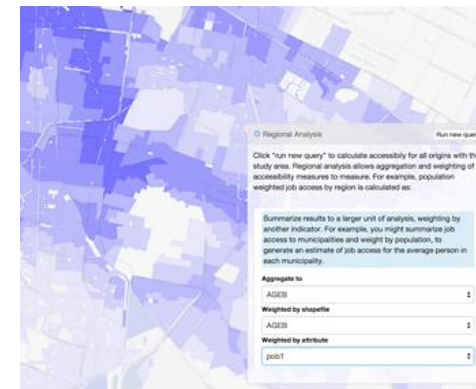 Regional Analysis
Run new quer
Click "run new query" to calculate accessibily for all origins with the
study area. Regional analysis allows aggregation and weighting of
accessibility measures to measure. For example, population
weighted job access by region is calculated as:
Summarize results to a larger unit of analysis, weighting by
another indicator. For example, you might summarize job
access to municipalities and weight by population, to
generate an estimate of job access for the average person in
each municipality.
Aggregate to
AGEB
Weighted by shapefile
AGEB
Weighted by attribute
pob1